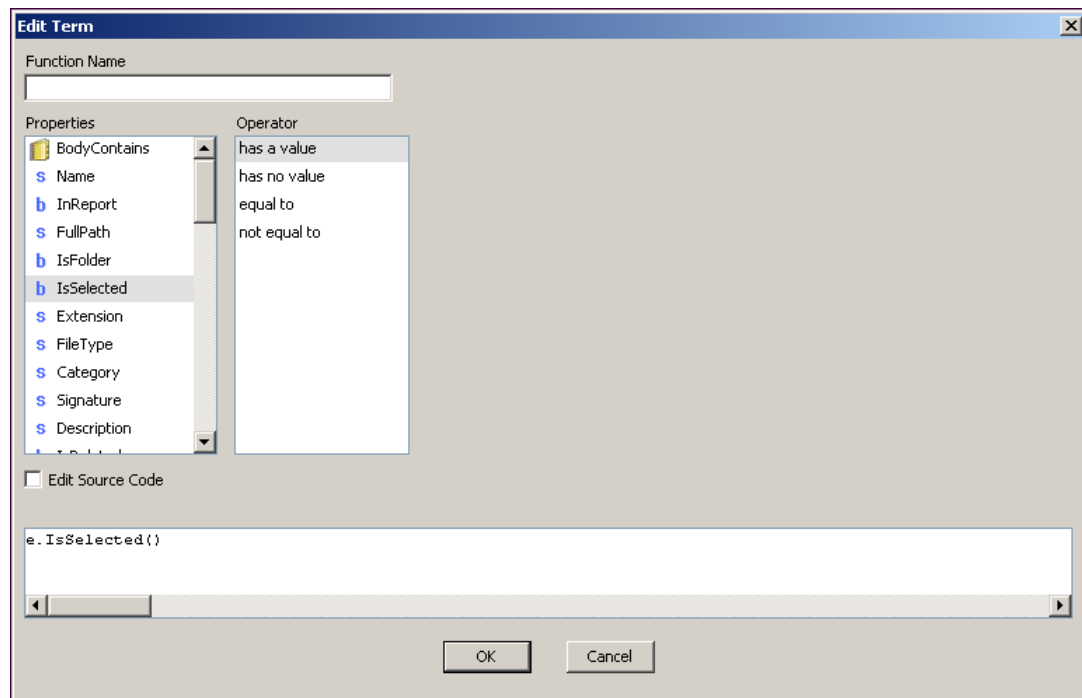 Edit Term
Function Name
Properties
Operator
BodyContains
s Name
b InReport
s FullPath
b IsFolder
b IsSelected
s Extension
s FileType
s Category
s Signature
s Description
has a value
has no value
equal to
not equal to
Edit Source Code
e.IsSelected()
OK
Cancel